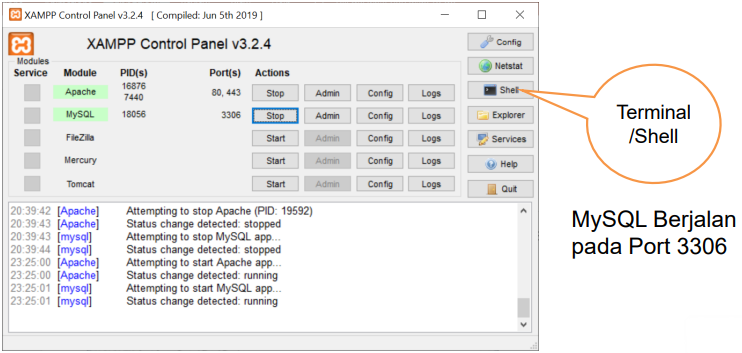 XAMPP Control Panel v3.2.4 [ Compiled: Jun 5th 2019 ]
XAMPP Control Panel v3.2.4
Config
Modules
Service Module PID(s) Port(s) Actions
Netstat
Apache 16876 7440 80, 443 Stop Admin Config Logs
Shell
MySQL 18056 3306 Stop Admin Config Logs
Explorer
FileZilla Start Admin Config Logs
Services
Mercury Start Admin Config Logs
Help
Tomcat Start Admin Config Logs
Quit
20:39:42 [Apache] Attempting to stop Apache (PID: 19592)
20:39:43 [Apache] Status change detected: stopped
20:39:43 [mysql] Attempting to stop MySQL app...
20:39:44 [mysql] Status change detected: stopped
23:25:00 [Apache] Attempting to start Apache app...
23:25:00 [Apache] Status change detected: running
23:25:01 [mysql] Attempting to start MySQL app...
23:25:01 [mysql] Status change detected: running
Terminal
/Shell
MySQL Berjalan
pada Port 3306